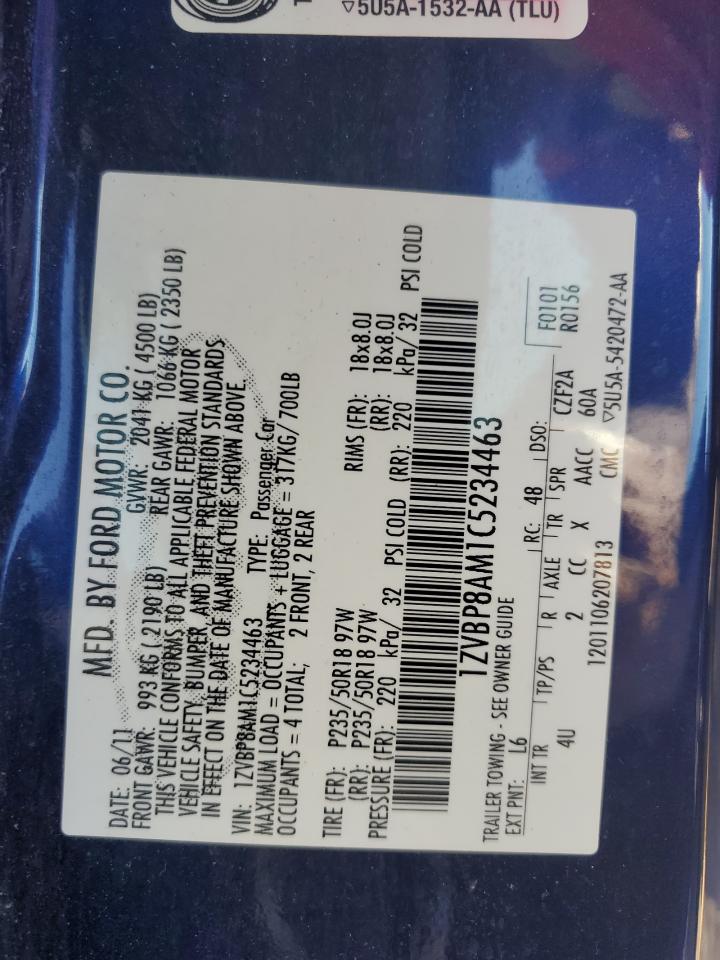 ▽5U5A-1532-AA (TLU)
MFD. BY FORD MOTOR CO.
DATE: 06/11 GVWR: 2041 KG ( 4500 LB)
FRONT GAWR: 993 KG ( 2190 LB) REAR GAWR: 1066 KG ( 2350 LB)
THIS VEHICLE CONFORMS TO ALL APPLICABLE FEDERAL MOTOR
VEHICLE SAFETY, BUMPER, AND THEFT PREVENTION STANDARDS
IN EFFECT ON THE DATE OF MANUFACTURE SHOWN ABOVE.
VIN: 1ZVBP8AM1C5234463 TYPE: Passenger Car
MAXIMUM LOAD = OCCUPANTS + LUGGAGE = 317KG/700LB
OCCUPANTS = 4 TOTAL; 2 FRONT, 2 REAR
TIRE (FR): P235/50R18 97W RIMS (FR): 18x8.0J
(RR): P235/50R18 97W (RR): 18x8.0J
PRESSURE (FR): 220 kPa/ 32 PSI COLD (RR): 220 kPa/ 32 PSI COLD
1ZVBP8AM1C5234463
TRAILER TOWING - SEE OWNER GUIDE
EXT PNT: L6 RC: 48 DSO: F0101
R0156
INT TR TP/PS R AXLE TR SPR
4U 2 CC X AACC CZF2A
60A
1201106207813 CMC ▽5U5A-5420472-AA